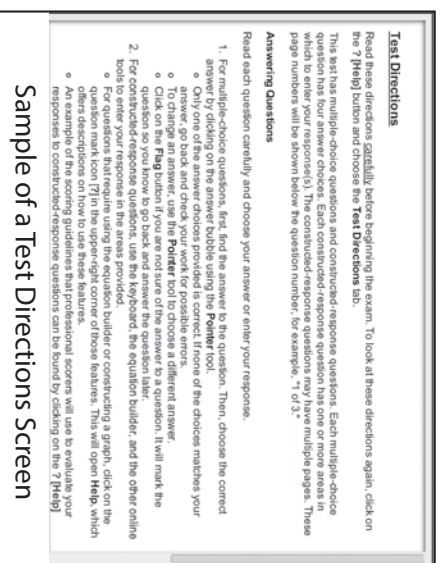 Test Directions
Read these directions carefully before beginning the exam. To look at these directions again, click on
the ? [Help] button and choose the Test Directions tab.
This test has multiple-choice questions and constructed-response questions. Each multiple-choice
question has four answer choices. Each constructed-response question has one or more areas in
which to enter your response(s). The constructed-response questions may have multiple pages. These
page numbers will be shown below the question number, for example, "1 of 3."
Answering Questions
Read each question carefully and choose your answer or enter your response.
1. For multiple-choice questions, first, find the answer to the question. Then, choose the correct
answer by clicking on the answer bubble using the Pointer tool.
o Only one of the answer choices provided is correct. If none of the choices matches your
answer, go back and check your work for possible errors.
o To change an answer, use the Pointer tool to choose a different answer.
o Click on the Flag button if you are not sure of the answer to a question. It will mark the
question so you know to go back and answer the question later.
2. For constructed-response questions, use the keyboard, the equation builder, and the other online
tools to enter your response in the areas provided.
o For questions that require using the equation builder or constructing a graph, click on the
question mark icon [?] in the upper-right corner of those features. This will open Help, which
offers descriptions on how to use these features.
o An example of the scoring guidelines that professional scorers will use to evaluate your
responses to constructed-response questions can be found by clicking on the ? [Help]
Sample of a Test Directions Screen